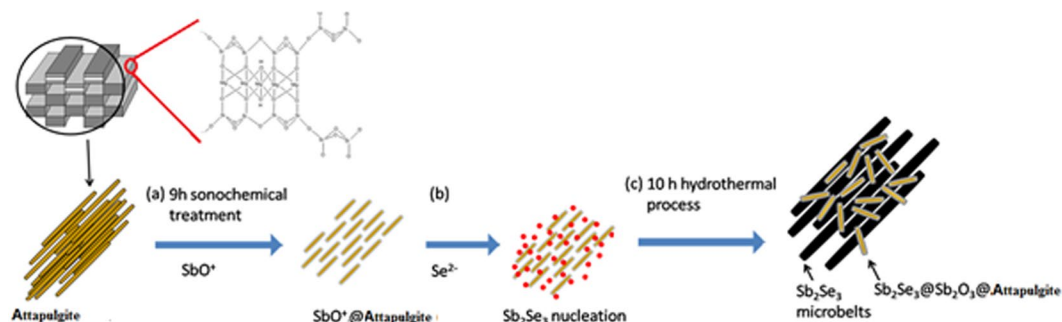 (a) 9h sonochemical
treatment
SbO⁺
(b)
Se²⁻
(c) 10 h hydrothermal
process
Attapulgite
SbO⁺@Attapulgite
Sb₂Se₃ nucleation
Sb₂Se₃
microbelts
Sb₂Se₃@Sb₂O₃@Attapulgite